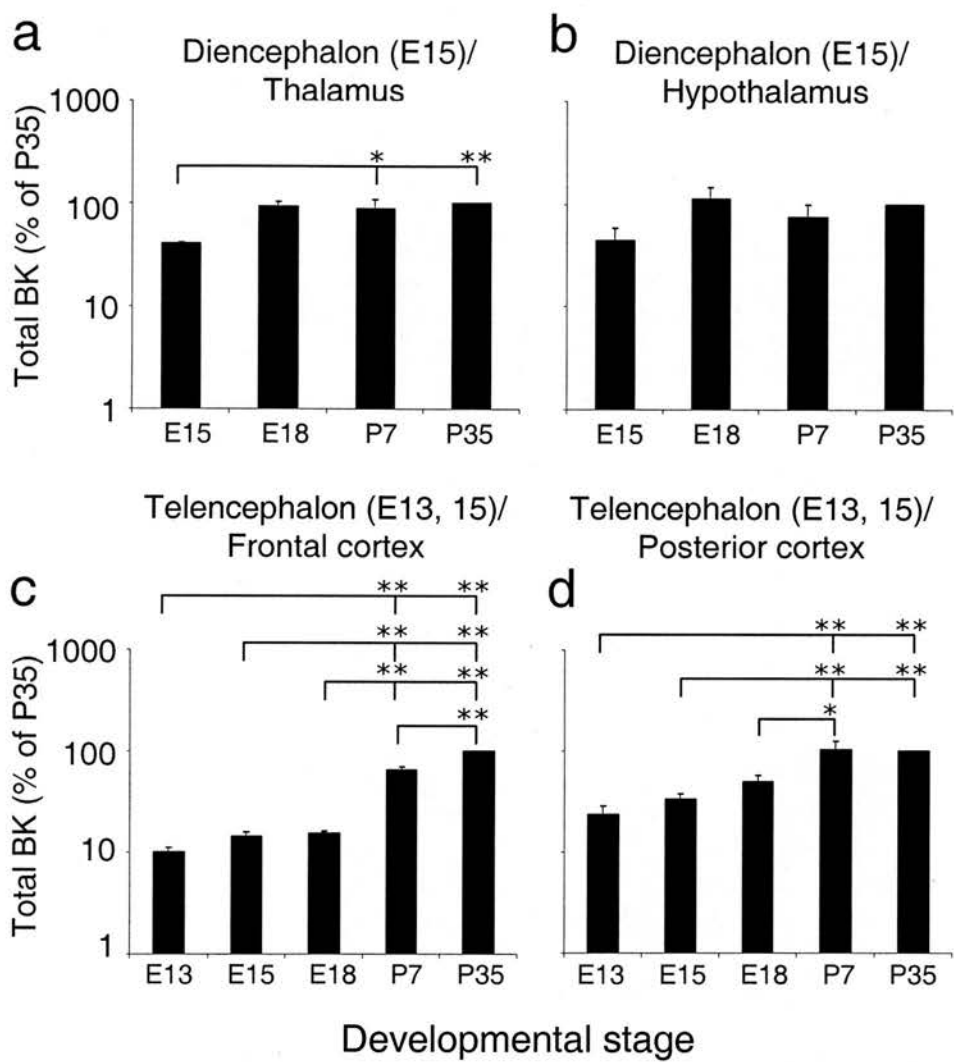 a
Diencephalon (E15)/
Thalamus
b
Diencephalon (E15)/
Hypothalamus
Total BK (% of P35)
1000
100
10
1
*
**
E15 E18 P7 P35
E15 E18 P7 P35
c
Telencephalon (E13, 15)/
Frontal cortex
d
Telencephalon (E13, 15)/
Posterior cortex
Total BK (% of P35)
1000
100
10
1
** **
** **
** **
**
** **
** **
*
E13 E15 E18 P7 P35
E13 E15 E18 P7 P35
Developmental stage